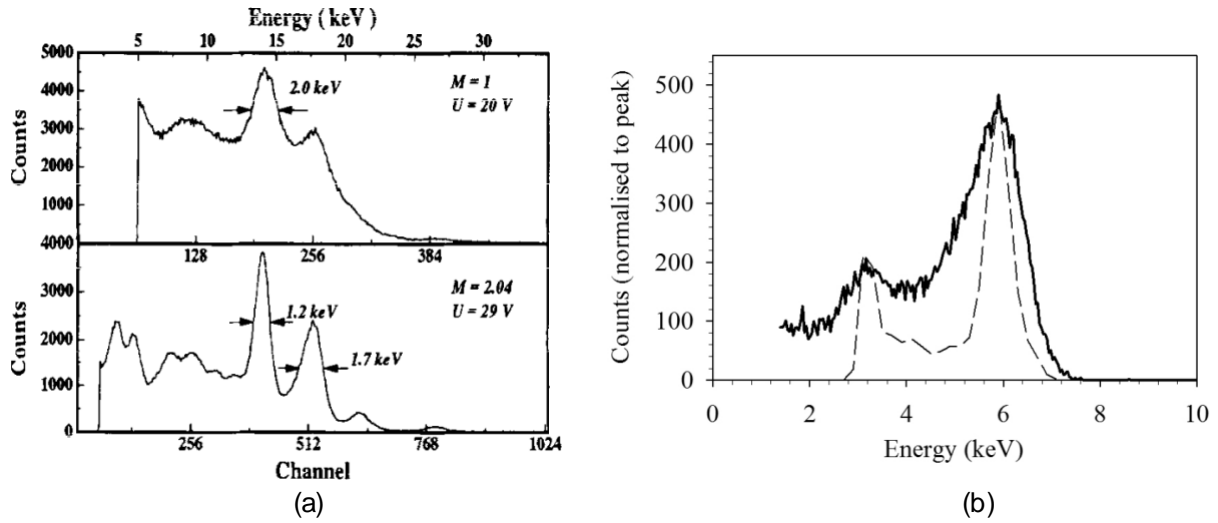 Energy ( keV )
5 10 15 20 25 30
5000
4000
3000
2000
1000
4000
Counts
2.0 keV
M = 1
U = 20 V
128 256 384
3000
2000
1000
0
Counts
1.2 keV
1.7 keV
M = 2.04
U = 29 V
256 512 768 1024
Channel
(a)
500
400
300
200
100
0
Counts (normalised to peak)
0 2 4 6 8 10
Energy (keV)
(b)